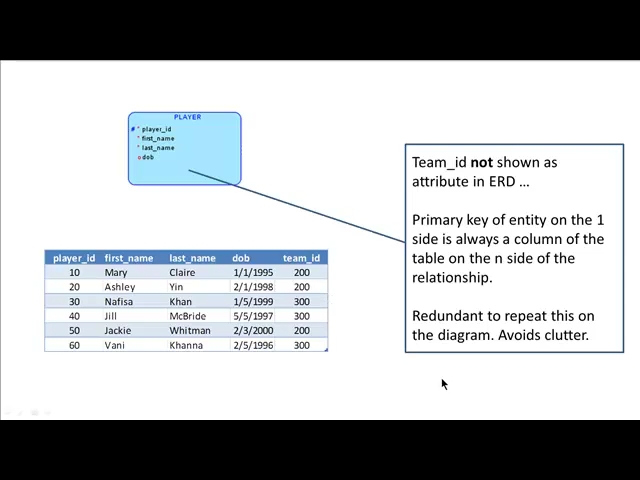 PLAYER
# * player_id
* first_name
* last_name
o dob
Team_id not shown as
attribute in ERD ...
Primary key of entity on the 1
side is always a column of the
table on the n side of the
relationship.
Redundant to repeat this on
the diagram. Avoids clutter.
player_id first_name last_name dob team_id
10 Mary Claire 1/1/1995 200
20 Ashley Yin 2/1/1998 200
30 Nafisa Khan 1/5/1999 300
40 Jill McBride 5/5/1997 300
50 Jackie Whitman 2/3/2000 200
60 Vani Khanna 2/5/1996 300